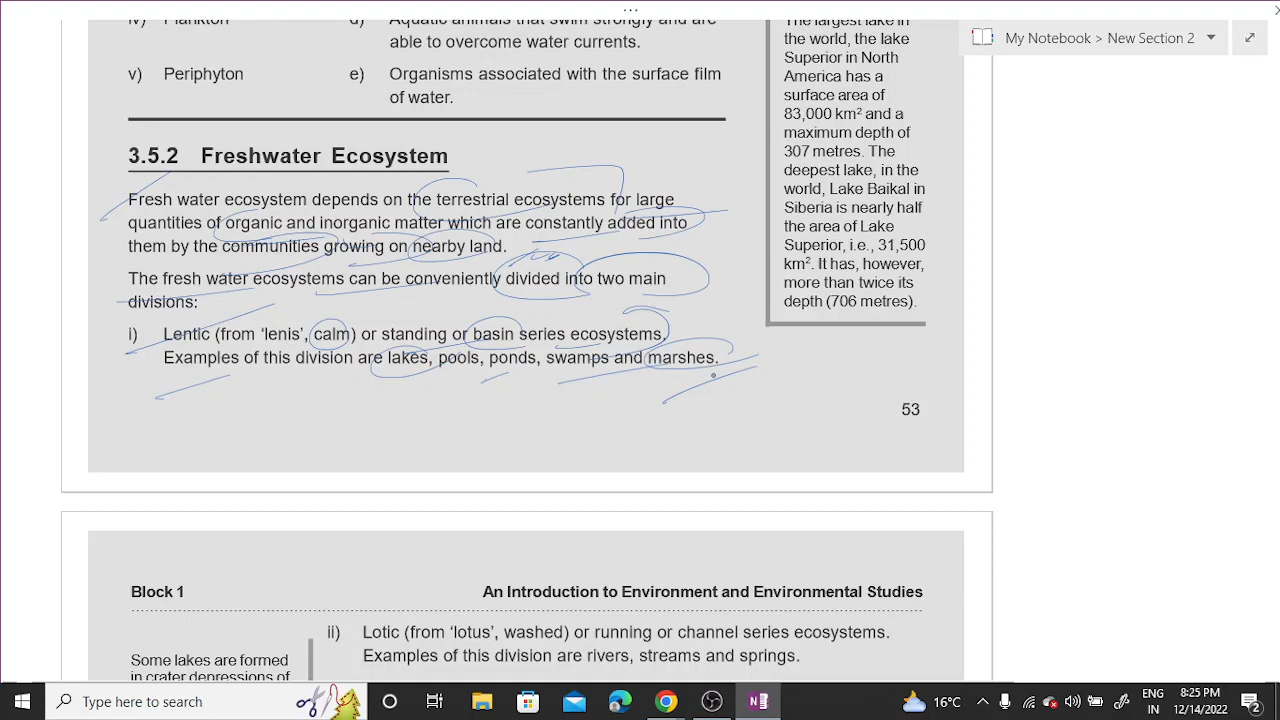 My Notebook > New Section 2
iv) Plankton d) Aquatic animals that swim strongly and are
able to overcome water currents.
v) Periphyton e) Organisms associated with the surface film
of water.
The largest lake in
the world, the lake
Superior in North
America has a
surface area of
83,000 km² and a
maximum depth of
307 metres. The
deepest lake, in the
world, Lake Baikal in
Siberia is nearly half
the area of Lake
Superior, i.e., 31,500
km². It has, however,
more than twice its
depth (706 metres).
3.5.2 Freshwater Ecosystem
Fresh water ecosystem depends on the terrestrial ecosystems for large
quantities of organic and inorganic matter which are constantly added into
them by the communities growing on nearby land.
The fresh water ecosystems can be conveniently divided into two main
divisions:
i) Lentic (from 'lenis', calm) or standing or basin series ecosystems.
Examples of this division are lakes, pools, ponds, swamps and marshes.
53
Block 1 An Introduction to Environment and Environmental Studies
ii) Lotic (from 'lotus', washed) or running or channel series ecosystems.
Examples of this division are rivers, streams and springs.
Some lakes are formed
in crater depressions of
Type here to search
16°C
ENG
IN
8:25 PM
12/14/2022
2